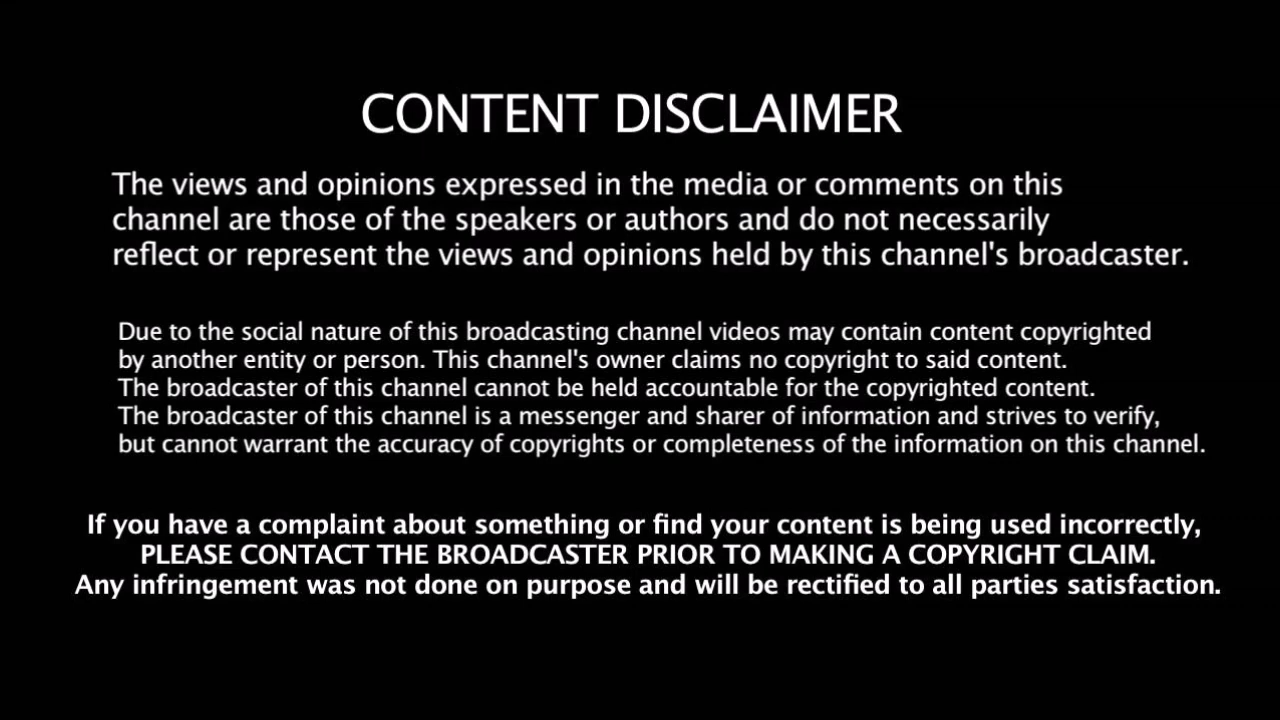 CONTENT DISCLAIMER
The views and opinions expressed in the media or comments on this
channel are those of the speakers or authors and do not necessarily
reflect or represent the views and opinions held by this channel's broadcaster.
Due to the social nature of this broadcasting channel videos may contain content copyrighted
by another entity or person. This channel's owner claims no copyright to said content.
The broadcaster of this channel cannot be held accountable for the copyrighted content.
The broadcaster of this channel is a messenger and sharer of information and strives to verify,
but cannot warrant the accuracy of copyrights or completeness of the information on this channel.
If you have a complaint about something or find your content is being used incorrectly,
PLEASE CONTACT THE BROADCASTER PRIOR TO MAKING A COPYRIGHT CLAIM.
Any infringement was not done on purpose and will be rectified to all parties satisfaction.